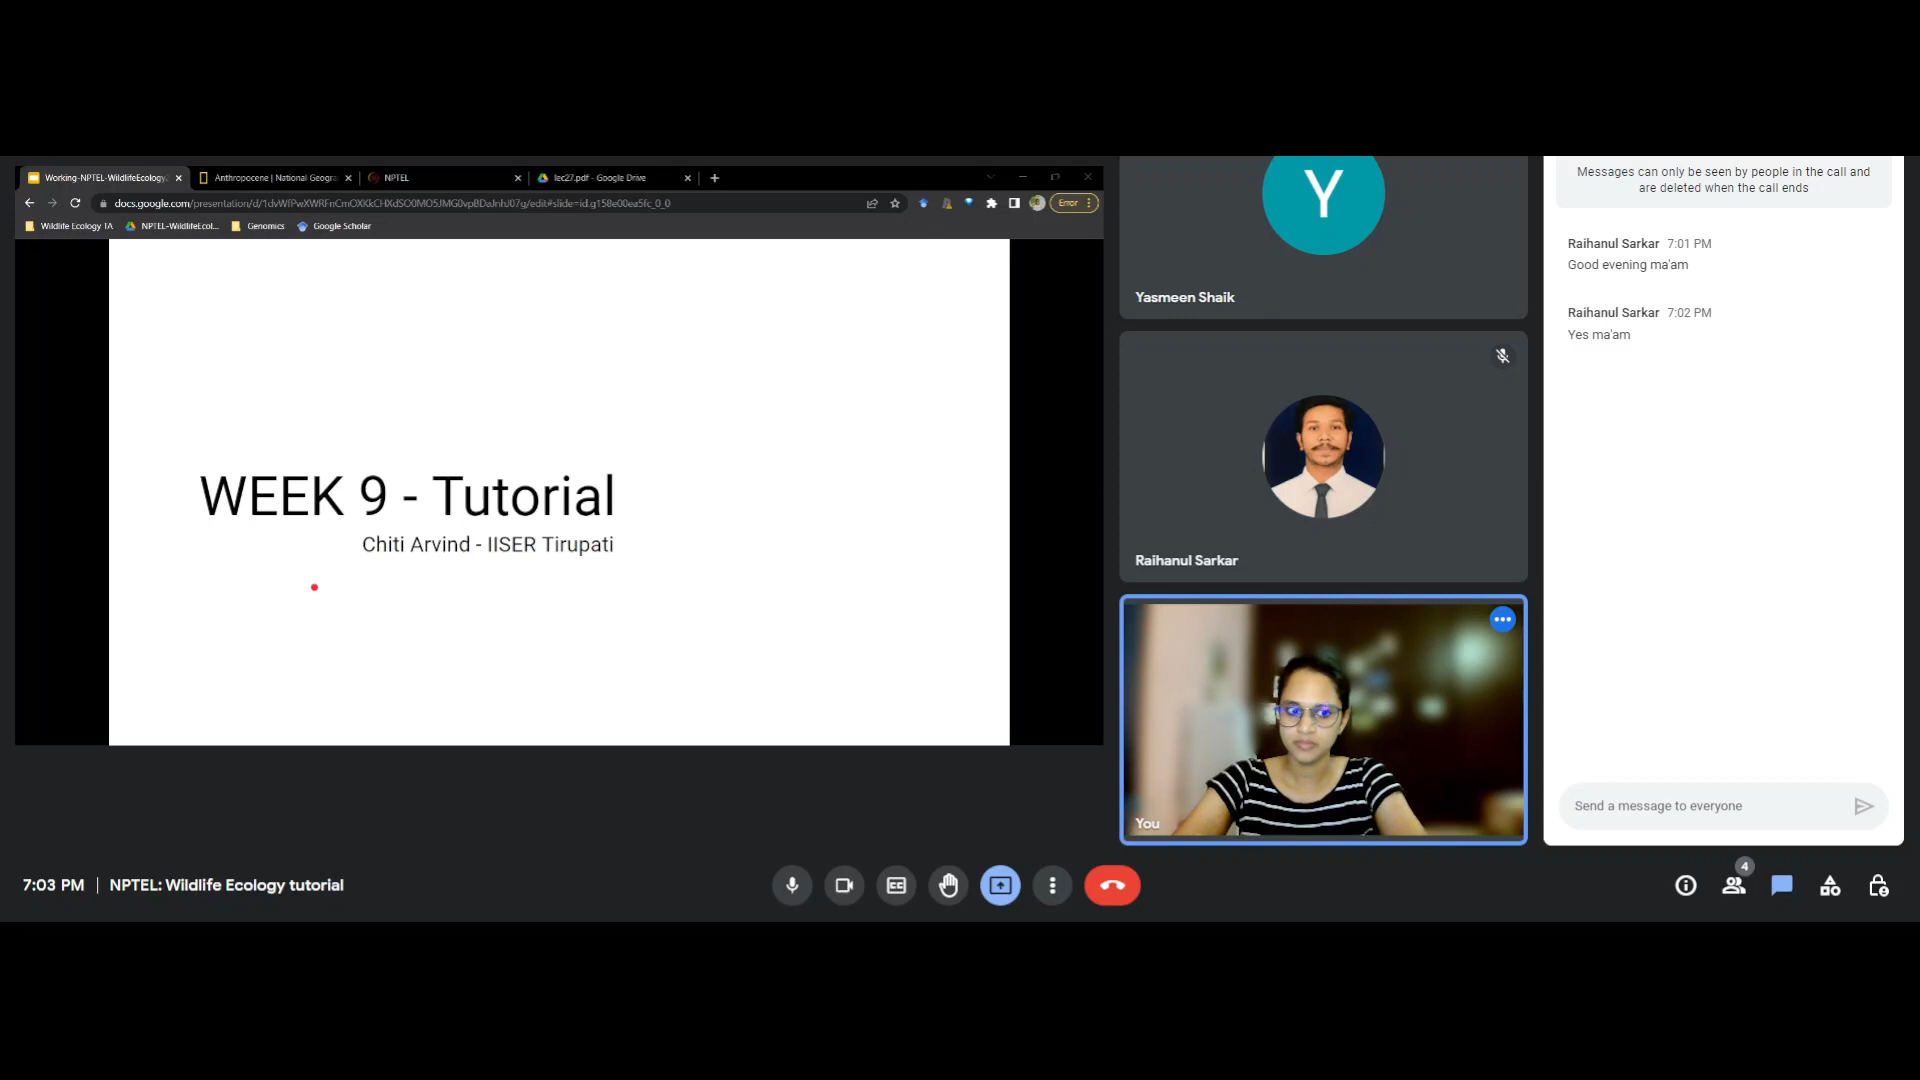 Working-NPTEL-WildlifeEcology
Anthropocene | National Geogra
NPTEL
lec27.pdf - Google Drive
Error
Wildlife Ecology IA
NPTEL-WildlifeEcol...
Genomics
Google Scholar
WEEK 9 - Tutorial
Chiti Arvind - IISER Tirupati
Y
Yasmeen Shaik
Raihanul Sarkar
You
Messages can only be seen by people in the call and
are deleted when the call ends
Raihanul Sarkar 7:01 PM
Good evening ma'am
Raihanul Sarkar 7:02 PM
Yes ma'am
Send a message to everyone
7:03 PM | NPTEL: Wildlife Ecology tutorial
CC
4